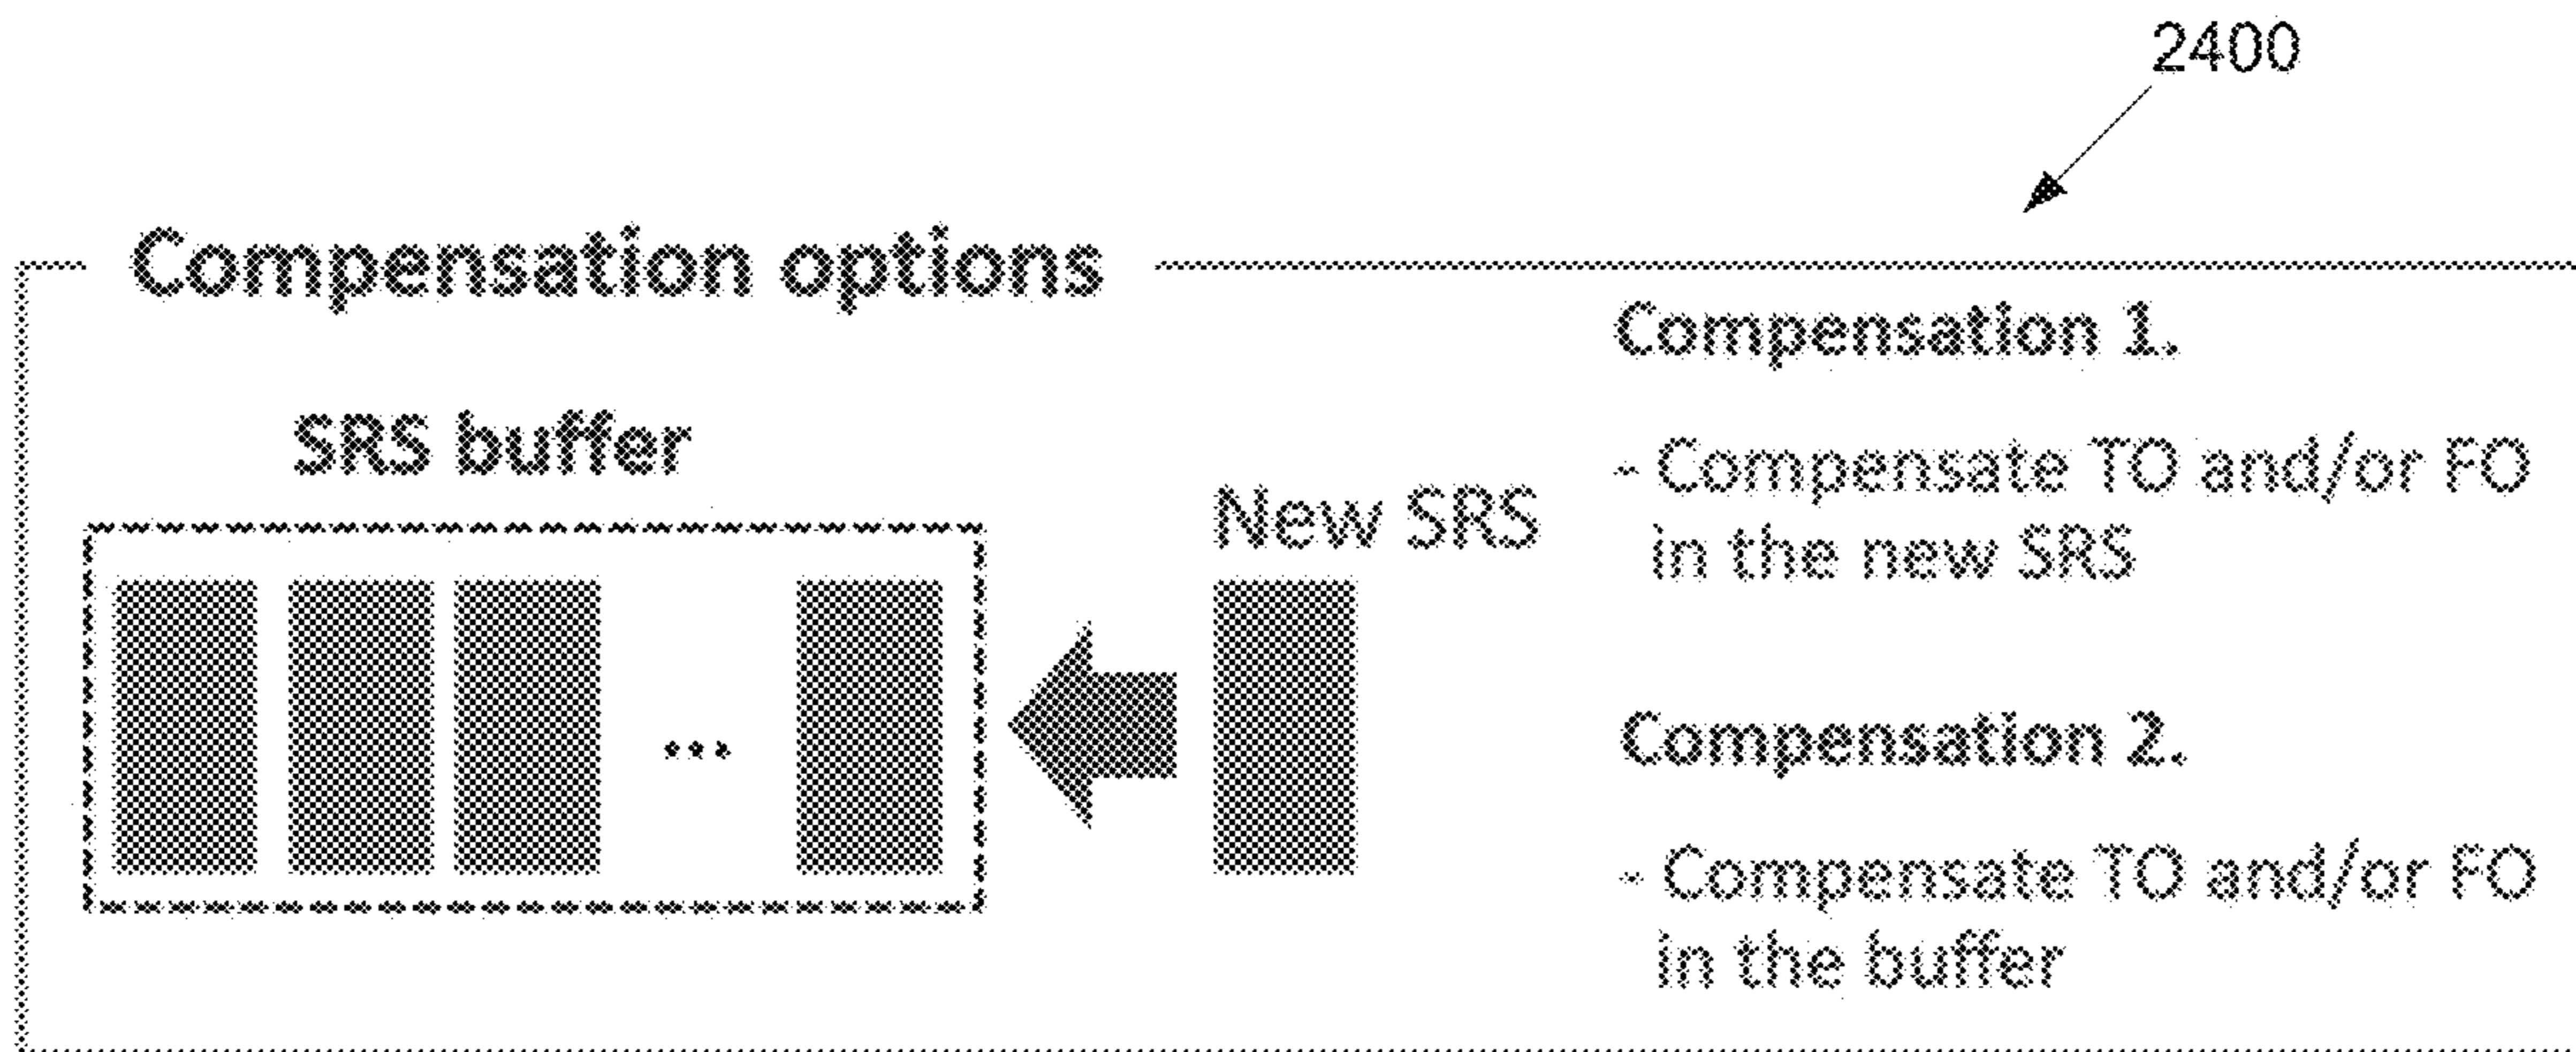 2400
Compensation options
SRS buffer
...
New SRS
Compensation 1.
- Compensate TO and/or FO
in the new SRS
Compensation 2.
- Compensate TO and/or FO
in the buffer